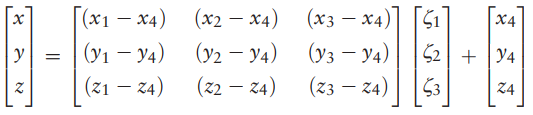 [x] [(x1 − x4) (x2 − x4) (x3 − x4)] [ζ1] [x4]
[y] = [(y1 − y4) (y2 − y4) (y3 − y4)] [ζ2] + [y4]
[z] [(z1 − z4) (z2 − z4) (z3 − z4)] [ζ3] [z4]